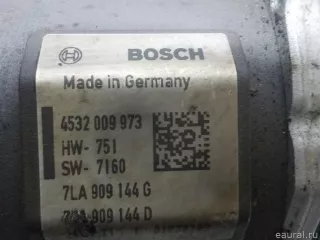 BOSCH
Made in Germany
4532 009 973
HW- 751
SW- 7160
7LA 909 144 G
909 144 D
© eaural.ru